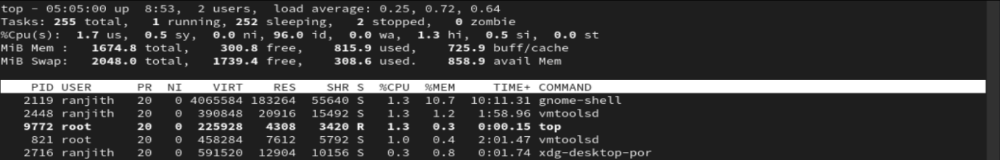 top - 05:05:00 up  8:53,  2 users,  load average: 0.25, 0.72, 0.64
Tasks: 255 total,   1 running, 252 sleeping,   2 stopped,   0 zombie
%Cpu(s):  1.7 us,  0.5 sy,  0.0 ni, 96.0 id,  0.0 wa,  1.3 hi,  0.5 si,  0.0 st
MiB Mem :   1674.8 total,    300.8 free,    815.9 used,    725.9 buff/cache
MiB Swap:   2048.0 total,   1739.4 free,    308.6 used.    858.9 avail Mem
PID USER      PR  NI    VIRT    RES    SHR S  %CPU  %MEM     TIME+ COMMAND
2119 ranjith   20   0 4065584 183264  55640 S   1.3  10.7  10:11.31 gnome-shell
2448 ranjith   20   0  390848  20916  15492 S   1.3   1.2   1:58.96 vmtoolsd
9772 root      20   0  225928   4308   3420 R   1.3   0.3   0:00.15 top
821 root      20   0  458284   7612   5792 S   1.0   0.4   2:01.47 vmtoolsd
2716 ranjith   20   0  591520  12904  10156 S   0.3   0.8   0:01.74 xdg-desktop-por